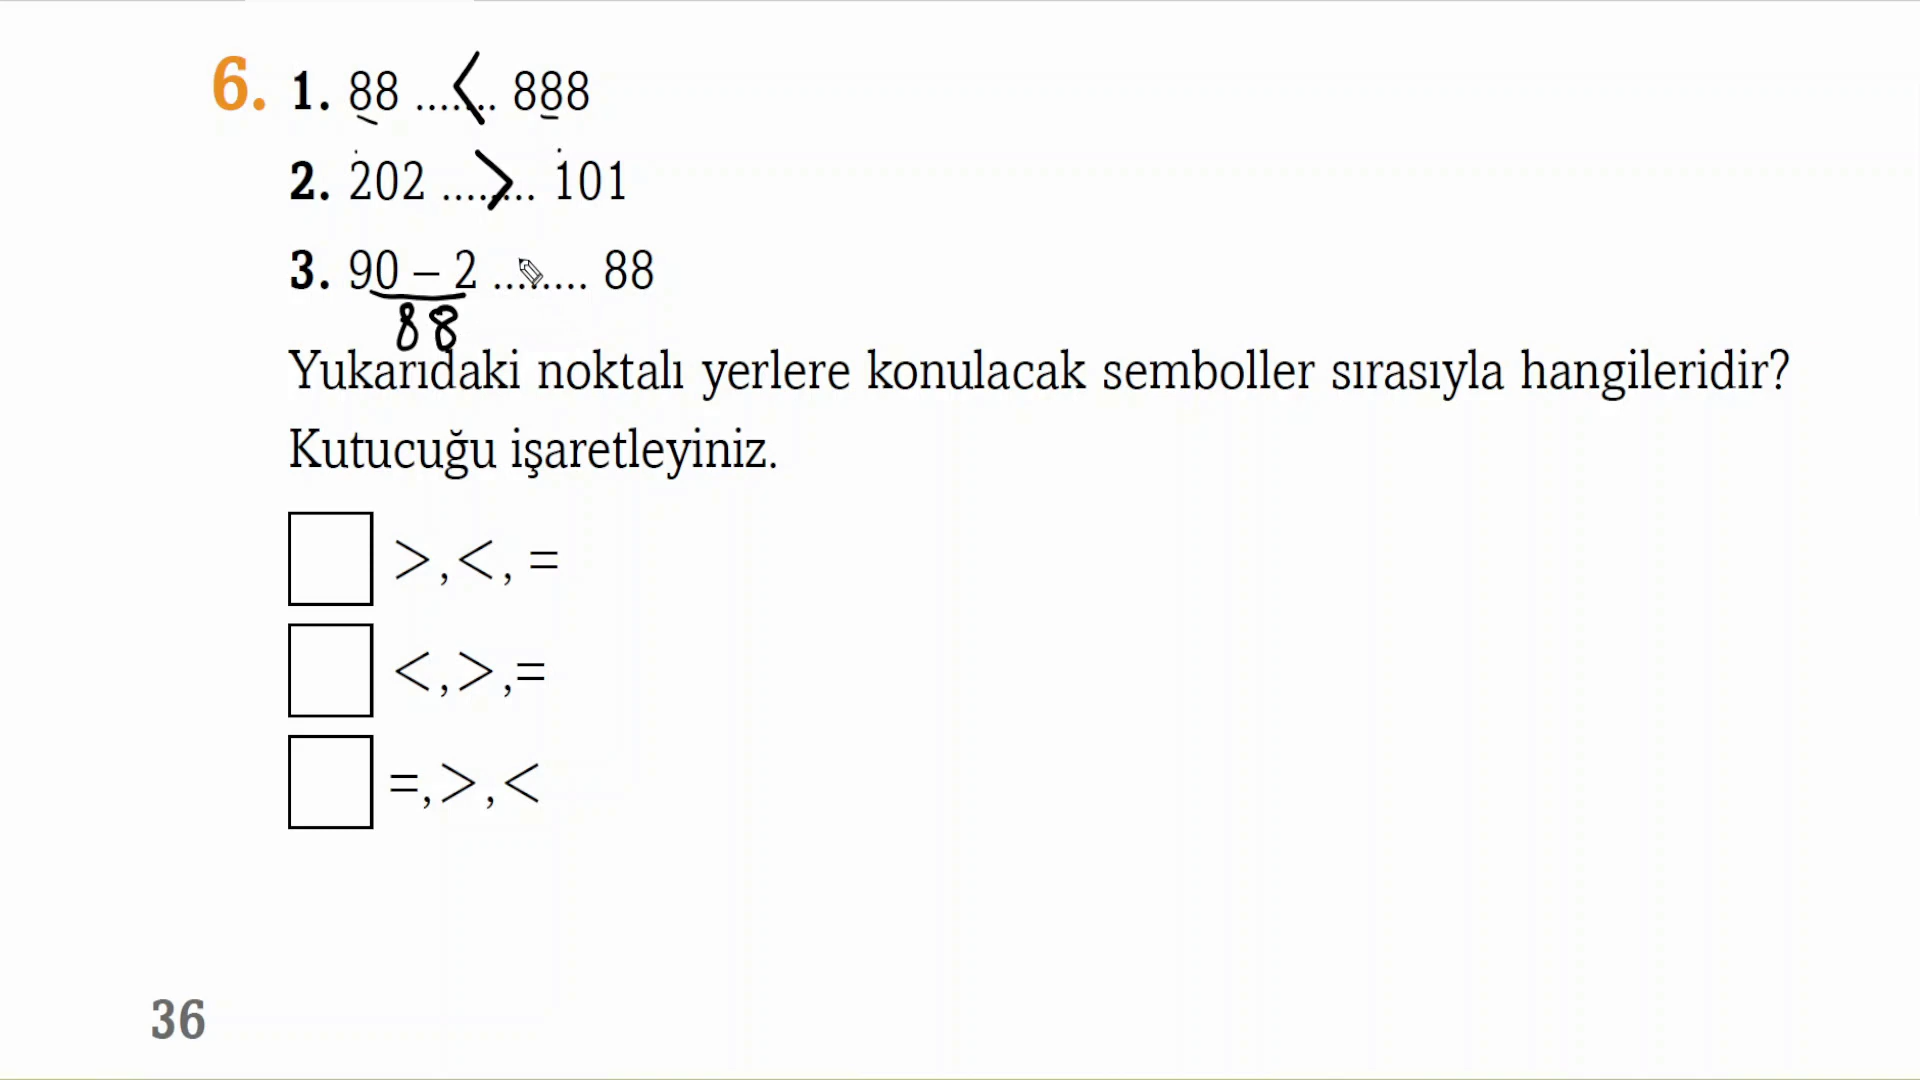 6. 1. 88 ....<.. 888
2. 202 ....>.. 101
3. 90 – 2 ........ 88
88
Yukarıdaki noktalı yerlere konulacak semboller sırasıyla hangileridir?
Kutucuğu işaretleyiniz.
>,<, =
<,>,=
=,>,<
36